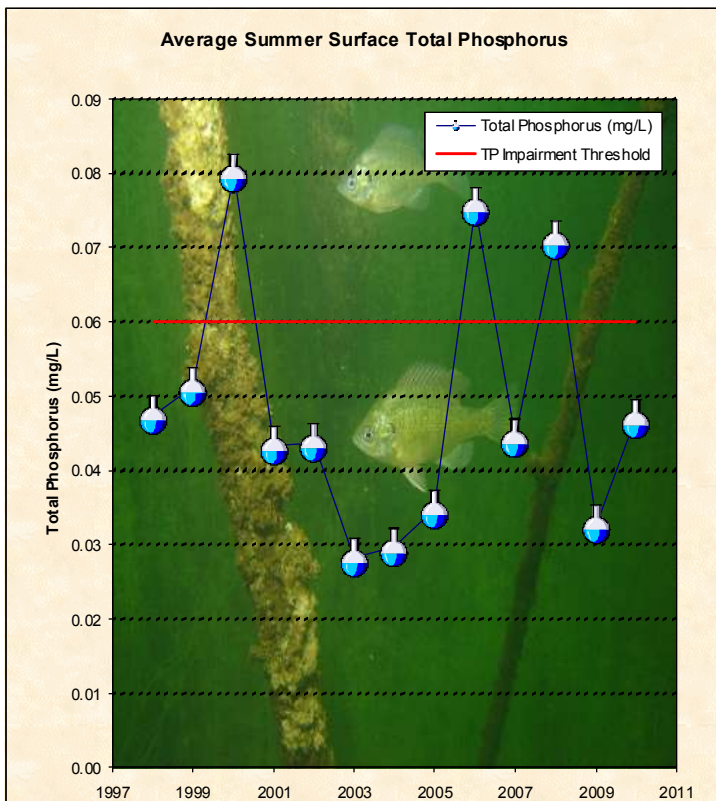 Average Summer Surface Total Phosphorus
Total Phosphorus (mg/L)
TP Impairment Threshold
Total Phosphorus (mg/L)
0.09
0.08
0.07
0.06
0.05
0.04
0.03
0.02
0.01
0.00
1997 1999 2001 2003 2005 2007 2009 2011